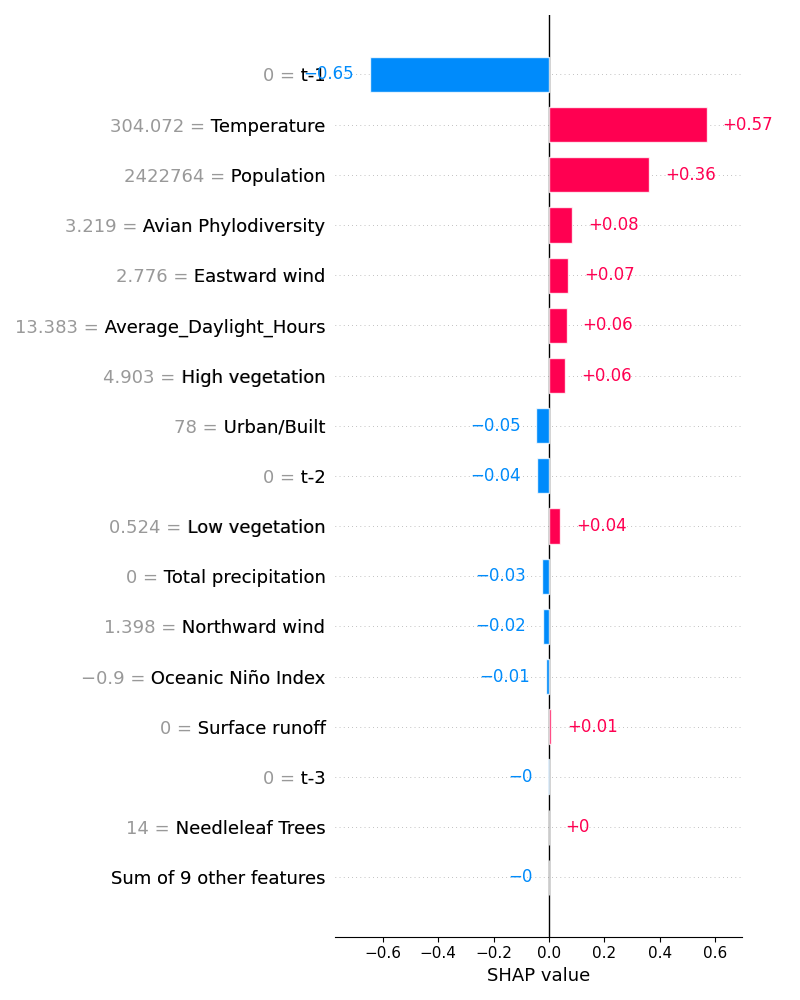 0 = t-1 −0.65
304.072 = Temperature +0.57
2422764 = Population +0.36
3.219 = Avian Phylodiversity +0.08
2.776 = Eastward wind +0.07
13.383 = Average_Daylight_Hours +0.06
4.903 = High vegetation +0.06
78 = Urban/Built −0.05
0 = t-2 −0.04
0.524 = Low vegetation +0.04
0 = Total precipitation −0.03
1.398 = Northward wind −0.02
−0.9 = Oceanic Niño Index −0.01
0 = Surface runoff +0.01
0 = t-3 −0
14 = Needleleaf Trees +0
Sum of 9 other features −0
−0.6 −0.4 −0.2 0.0 0.2 0.4 0.6
SHAP value